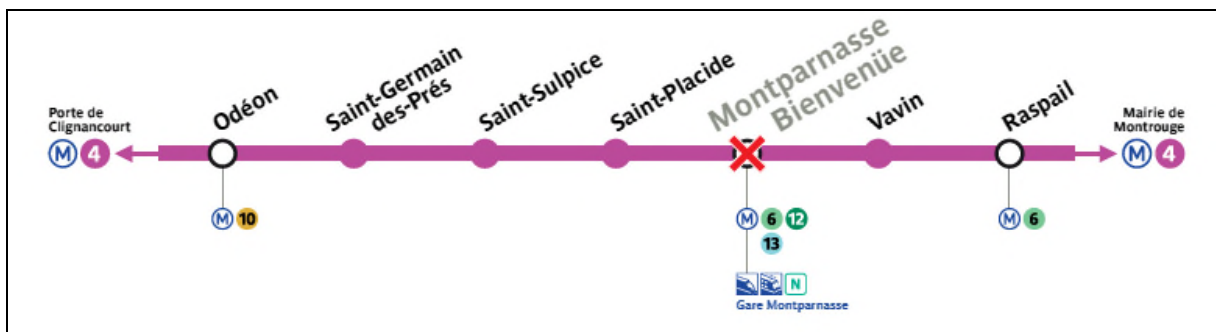 Porte de
Clignancourt
M 4
Odéon
Saint-Germain
des-Prés
Saint-Sulpice
Saint-Placide
Montparnasse
Bienvenüe
Vavin
Raspail
Mairie de
Montrouge
M 4
M 10
M 6 12
13
N
Gare Montparnasse
M 6